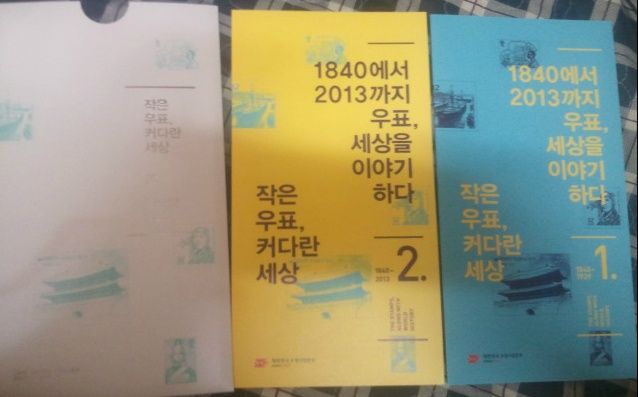 작은
우표,
커다란
세상
1840에서
2013까지
우표,
세상을
이야기
하다
작은
우표,
커다란
세상
2.
1840~
2013
1840에서
2013까지
우표,
세상을
이야기
하다
작은
우표,
커다란
세상
1.